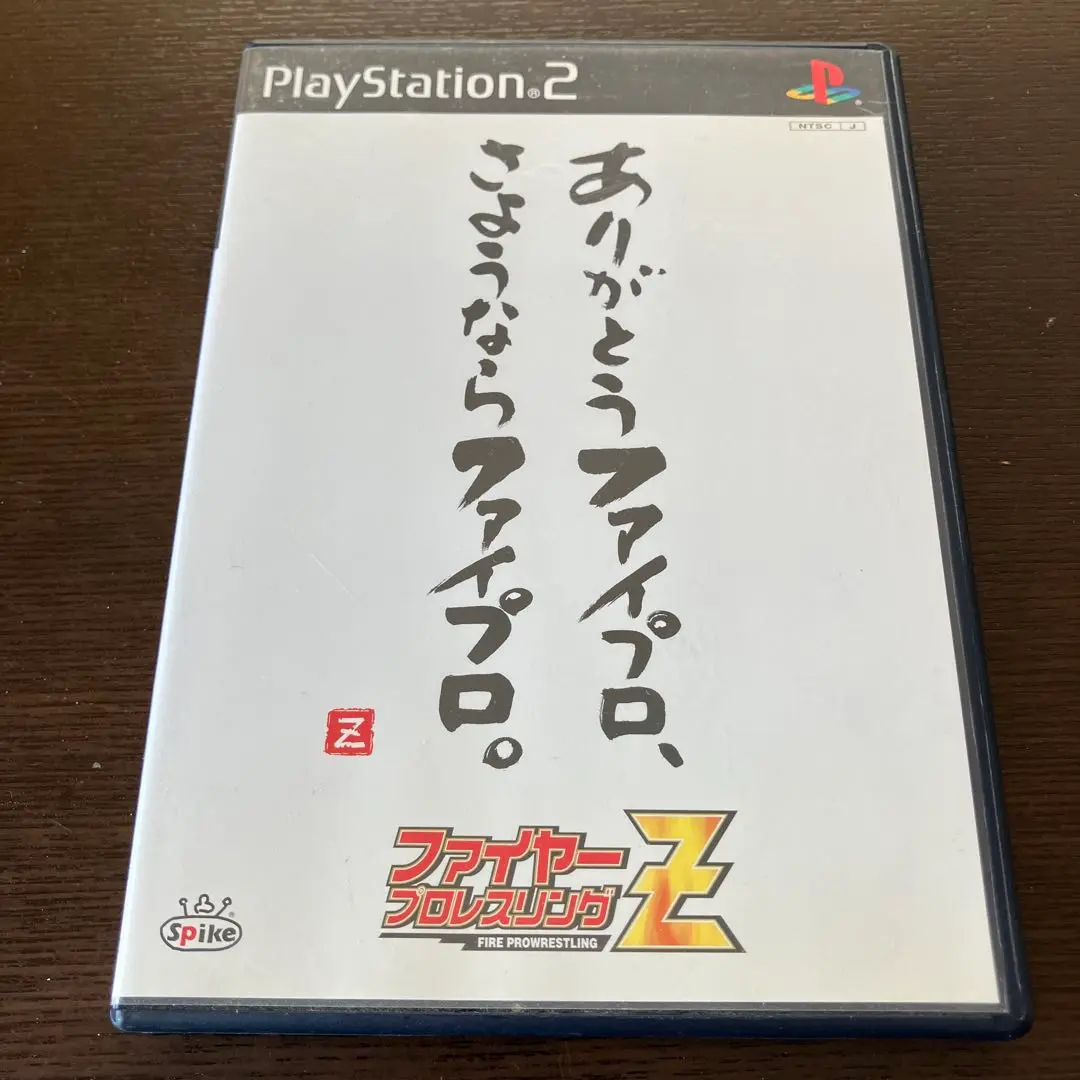 PlayStation®2
NTSC J
ありがとうファイプロ、
さようならファイプロ。
Z
ファイヤー
プロレスリング
Z
FIRE PROWRESTLING
Spike®